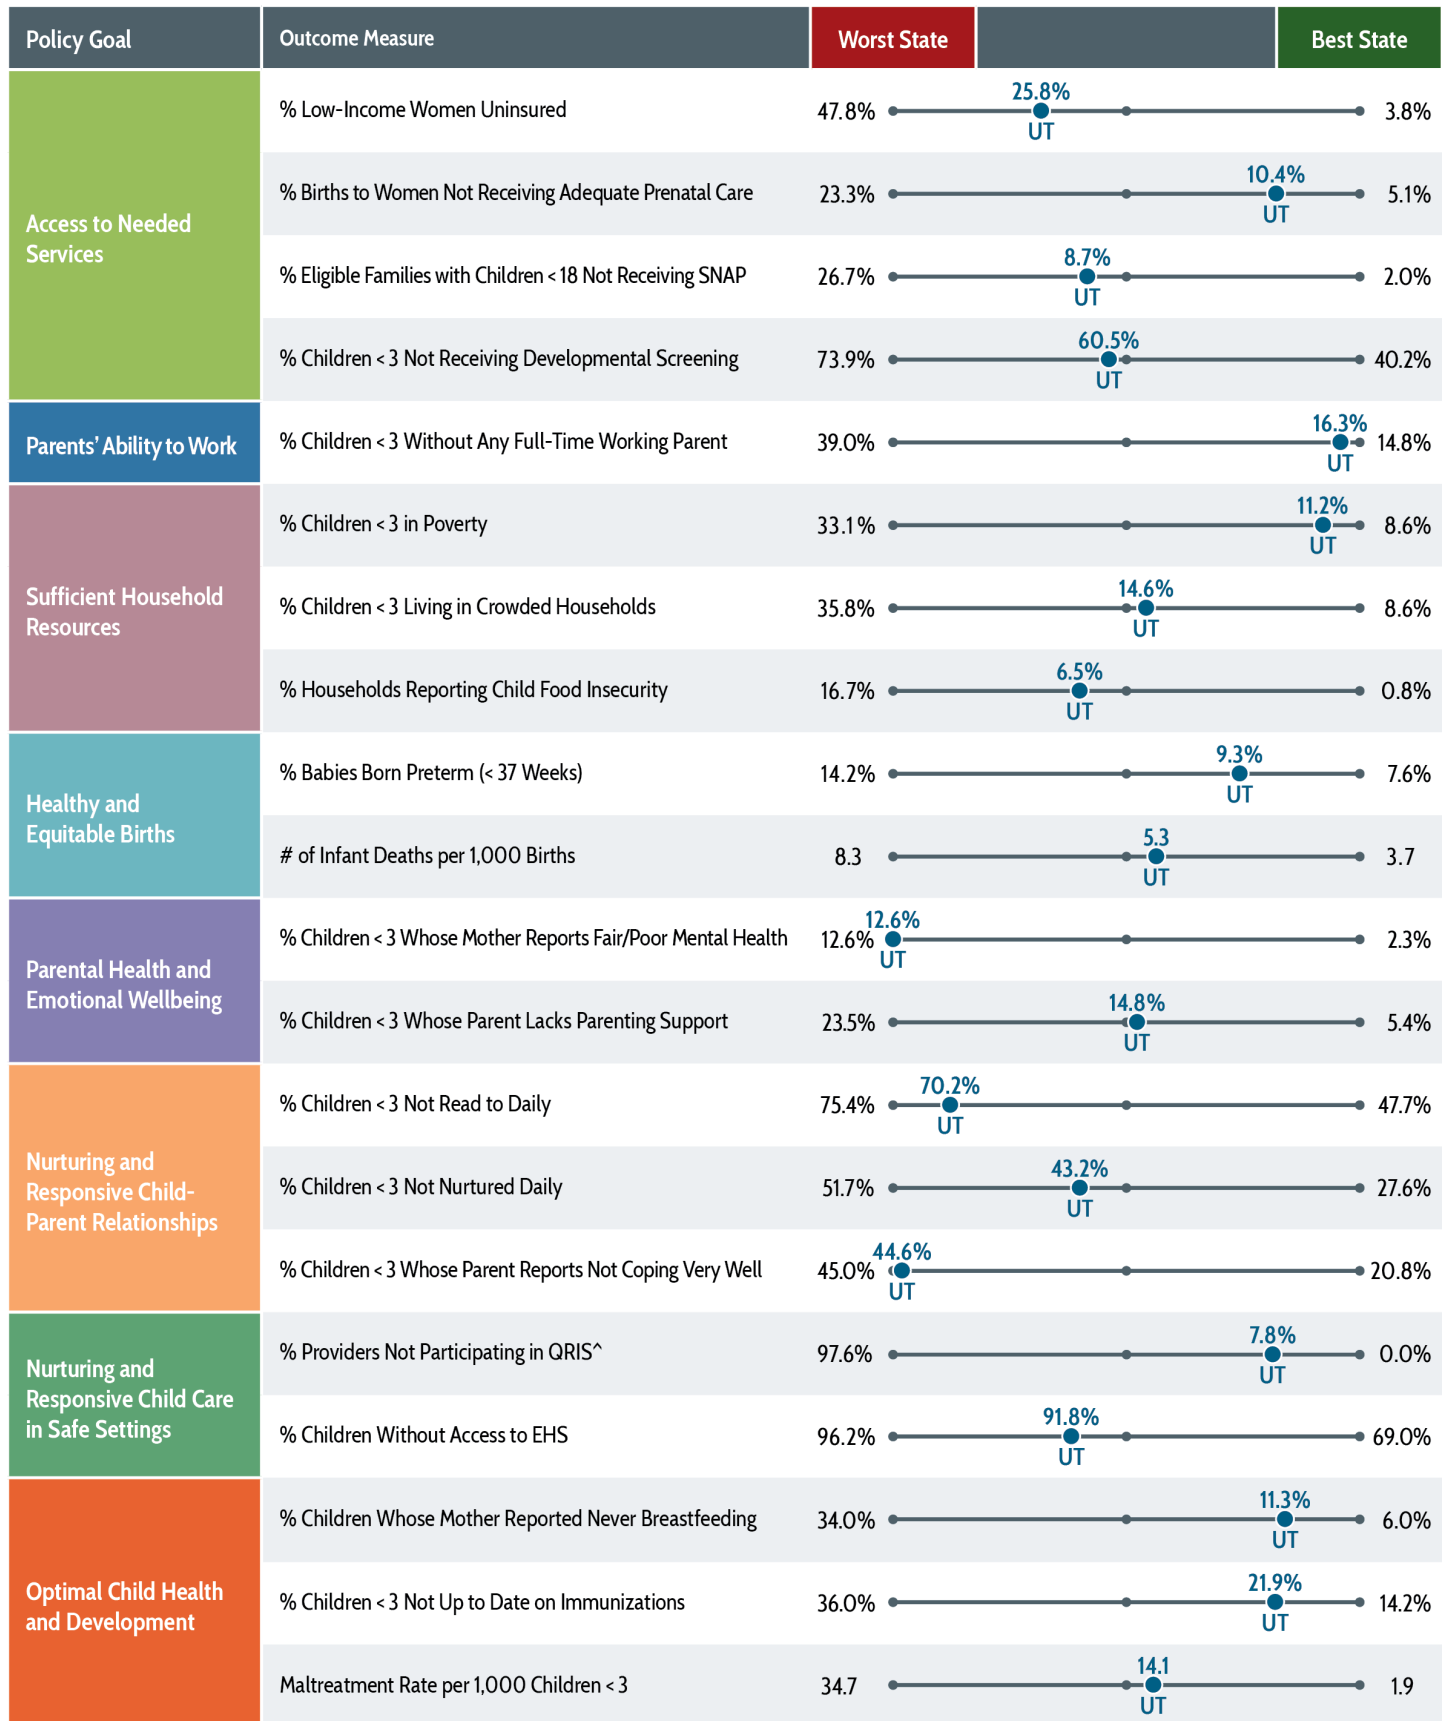 Policy Goal
Outcome Measure
Worst State
Best State
Access to Needed
Services
% Low-Income Women Uninsured
47.8%
25.8%
UT
3.8%
% Births to Women Not Receiving Adequate Prenatal Care
23.3%
10.4%
UT
5.1%
% Eligible Families with Children < 18 Not Receiving SNAP
26.7%
8.7%
UT
2.0%
% Children < 3 Not Receiving Developmental Screening
73.9%
60.5%
UT
40.2%
Parents' Ability to Work
% Children < 3 Without Any Full-Time Working Parent
39.0%
16.3%
UT
14.8%
Sufficient Household
Resources
% Children < 3 in Poverty
33.1%
11.2%
UT
8.6%
% Children < 3 Living in Crowded Households
35.8%
14.6%
UT
8.6%
% Households Reporting Child Food Insecurity
16.7%
6.5%
UT
0.8%
Healthy and
Equitable Births
% Babies Born Preterm (< 37 Weeks)
14.2%
9.3%
UT
7.6%
# of Infant Deaths per 1,000 Births
8.3
5.3
UT
3.7
Parental Health and
Emotional Wellbeing
% Children < 3 Whose Mother Reports Fair/Poor Mental Health
12.6%
12.6%
UT
2.3%
% Children < 3 Whose Parent Lacks Parenting Support
23.5%
14.8%
UT
5.4%
Nurturing and
Responsive Child-
Parent Relationships
% Children < 3 Not Read to Daily
75.4%
70.2%
UT
47.7%
% Children < 3 Not Nurtured Daily
51.7%
43.2%
UT
27.6%
% Children < 3 Whose Parent Reports Not Coping Very Well
45.0%
44.6%
UT
20.8%
Nurturing and
Responsive Child Care
in Safe Settings
% Providers Not Participating in QRIS^
97.6%
7.8%
UT
0.0%
% Children Without Access to EHS
96.2%
91.8%
UT
69.0%
Optimal Child Health
and Development
% Children Whose Mother Reported Never Breastfeeding
34.0%
11.3%
UT
6.0%
% Children < 3 Not Up to Date on Immunizations
36.0%
21.9%
UT
14.2%
Maltreatment Rate per 1,000 Children < 3
34.7
14.1
UT
1.9